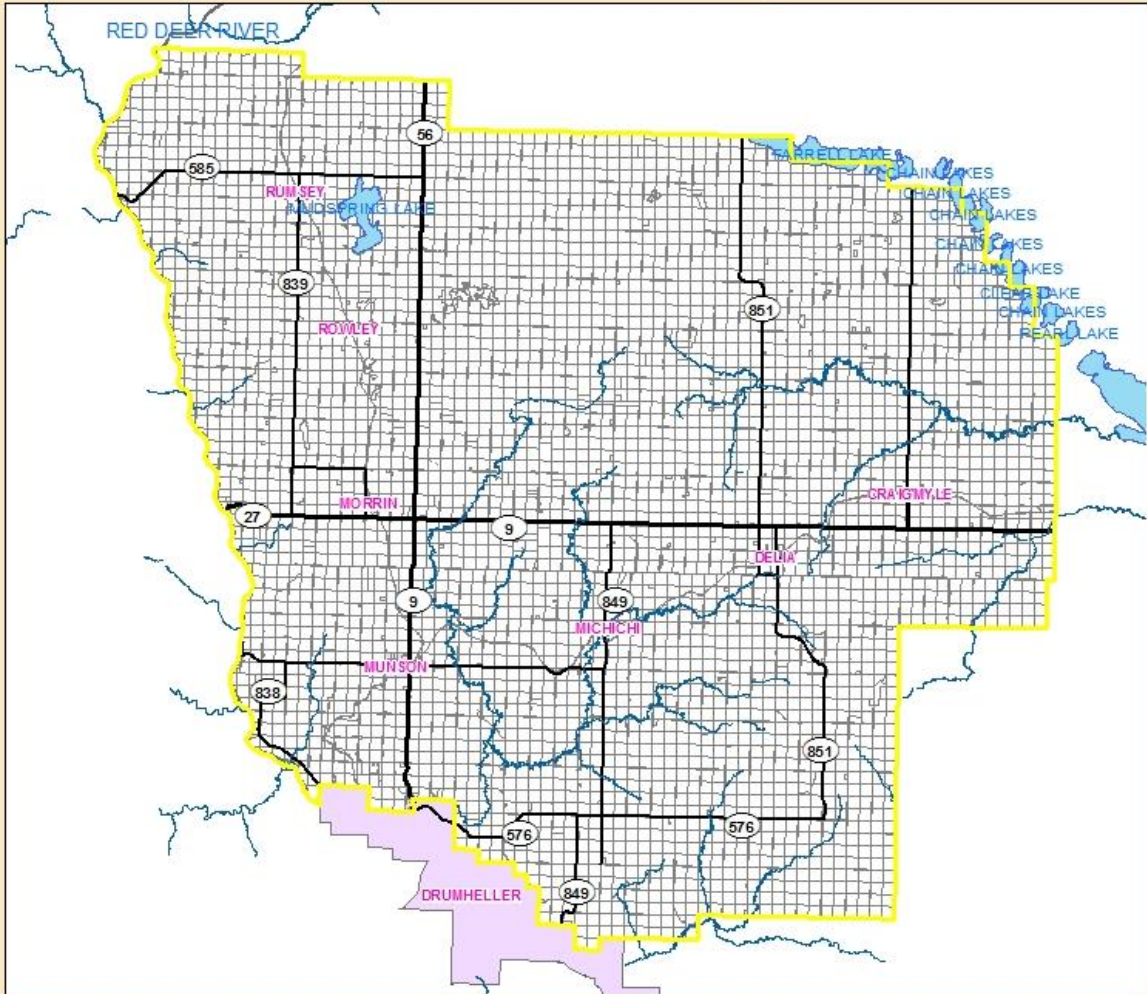 RED DEER RIVER
56
FARRELL LAKES
585
CHAIN LAKES
RUMSEY
CHAIN LAKES
MUDSPRING LAKE
CHAIN LAKES
CHAIN LAKES
CHAIN LAKES
839
CLEAR LAKE
851
CHAIN LAKES
ROWLEY
PEARL LAKE
CRAIGMYLE
MORRIN
27
9
DELIA
9
849
MICHICHI
MUNSON
838
851
576
576
DRUMHELLER
849